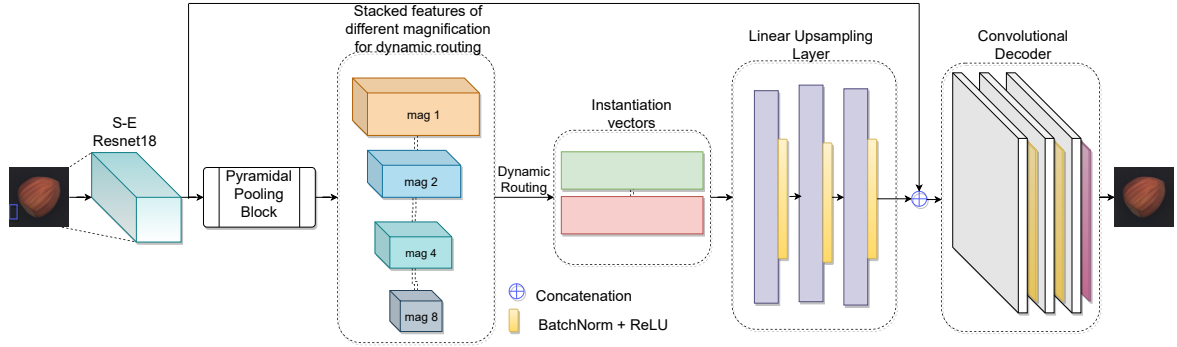 Stacked features of
different magnification
for dynamic routing
S-E
Resnet18
Pyramidal
Pooling
Block
mag 1
mag 2
mag 4
mag 8
Dynamic
Routing
Instantiation
vectors
Linear Upsampling
Layer
Convolutional
Decoder
Concatenation
BatchNorm + ReLU